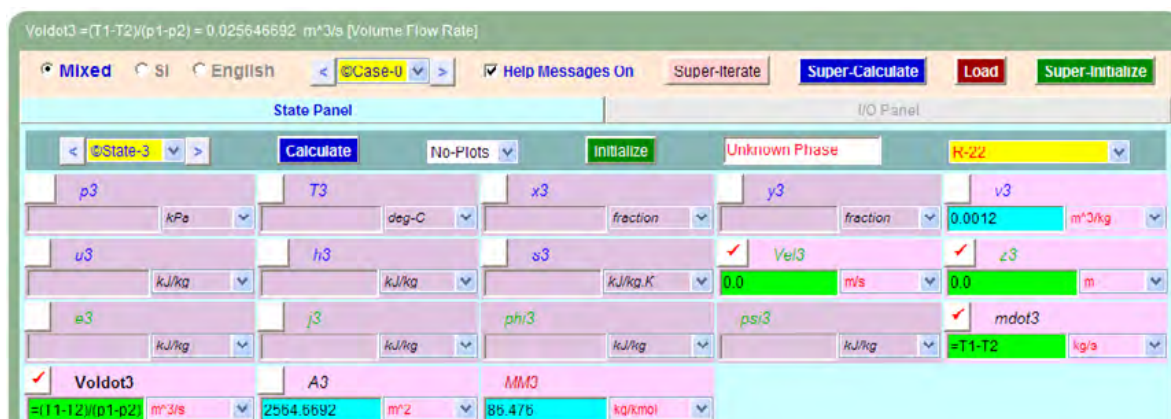 Voldot3 =(T1-T2)/(p1-p2) = 0.025646692 m^3/s [Volume Flow Rate]
Mixed SI English < ©Case-0 > Help Messages On Super-Iterate Super-Calculate Load Super-Initialize
State Panel I/O Panel
< ©State-3 > Calculate No-Plots Initialize Unknown Phase R-22
p3 T3 x3 y3 v3
kPa deg-C fraction fraction 0.0012 m^3/kg
u3 h3 s3 Vel3 z3
kJ/kg kJ/kg kJ/kg.K 0.0 m/s 0.0 m
e3 j3 phi3 psi3 mdot3
kJ/kg kJ/kg kJ/kg kJ/kg =T1-T2 kg/s
Voldot3 A3 MM3
=(T1-T2)/(p1-p2) m^3/s 2564.6692 m^2 86.476 kg/kmol